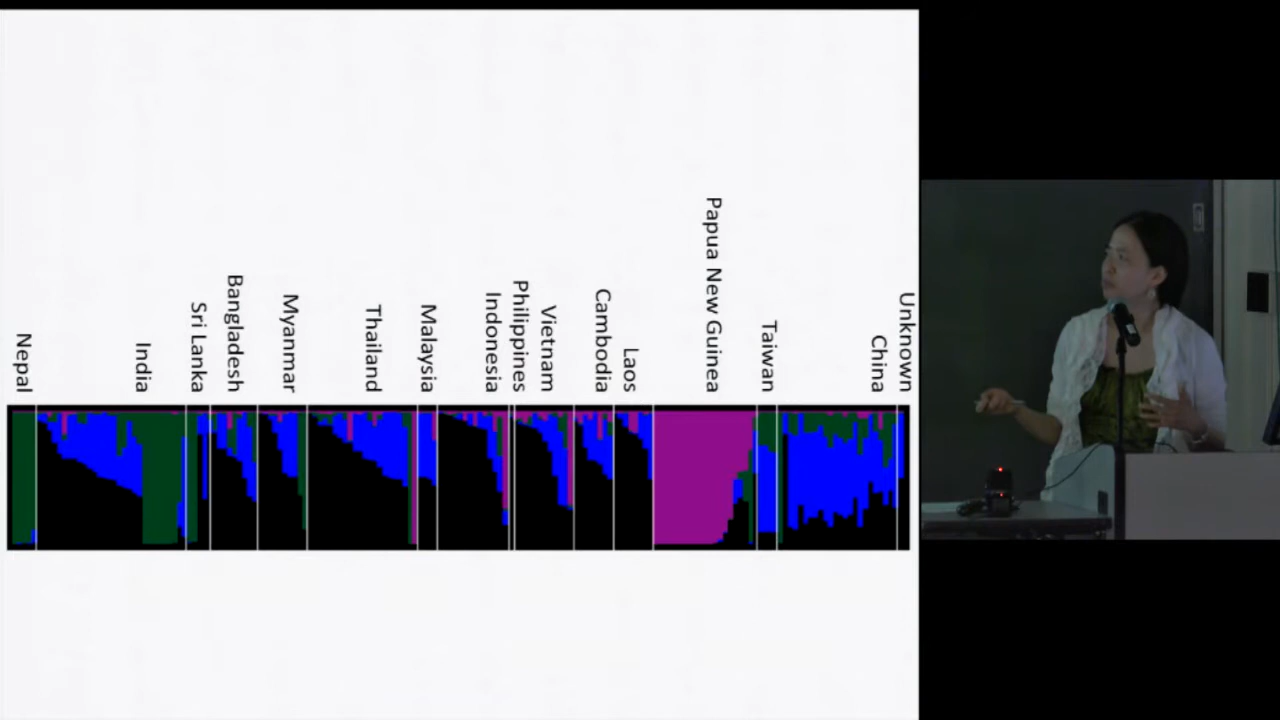 Nepal
India
Sri Lanka
Bangladesh
Myanmar
Thailand
Malaysia
Indonesia
Philippines
Vietnam
Cambodia
Laos
Papua New Guinea
Taiwan
China
Unknown